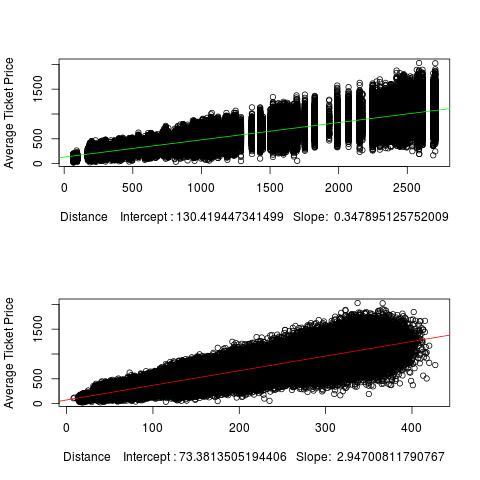 Average Ticket Price
0 500 1500
0 500 1000 1500 2000 2500
Distance Intercept : 130.419447341499 Slope: 0.347895125752009
Average Ticket Price
0 500 1500
0 100 200 300 400
Distance Intercept : 73.3813505194406 Slope: 2.94700811790767